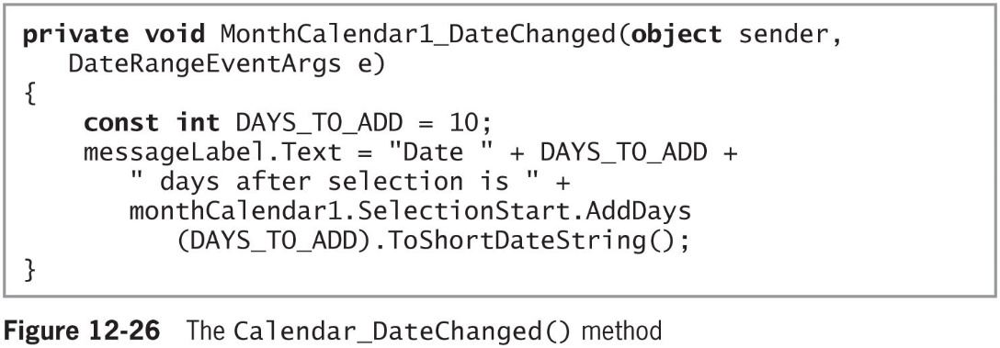 private void MonthCalendar1_DateChanged(object sender,
DateRangeEventArgs e)
{
const int DAYS_TO_ADD = 10;
messageLabel.Text = "Date " + DAYS_TO_ADD +
" days after selection is " +
monthCalendar1.SelectionStart.AddDays
(DAYS_TO_ADD).ToShortDateString();
}
Figure 12-26 The Calendar_DateChanged() method